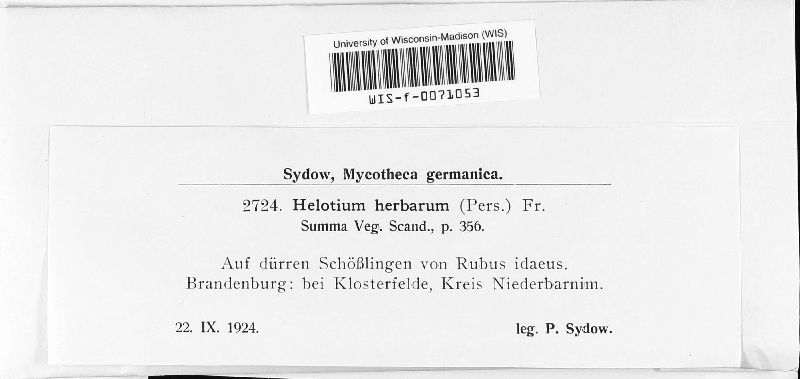 University of Wisconsin-Madison (WIS)
WIS-f-0071053
Sydow, Mycotheca germanica.
2724. Helotium herbarum (Pers.) Fr.
Summa Veg. Scand., p. 356.
Auf dürren Schößlingen von Rubus idaeus.
Brandenburg: bei Klosterfelde, Kreis Niederbarnim.
22. IX. 1924.
leg. P. Sydow.